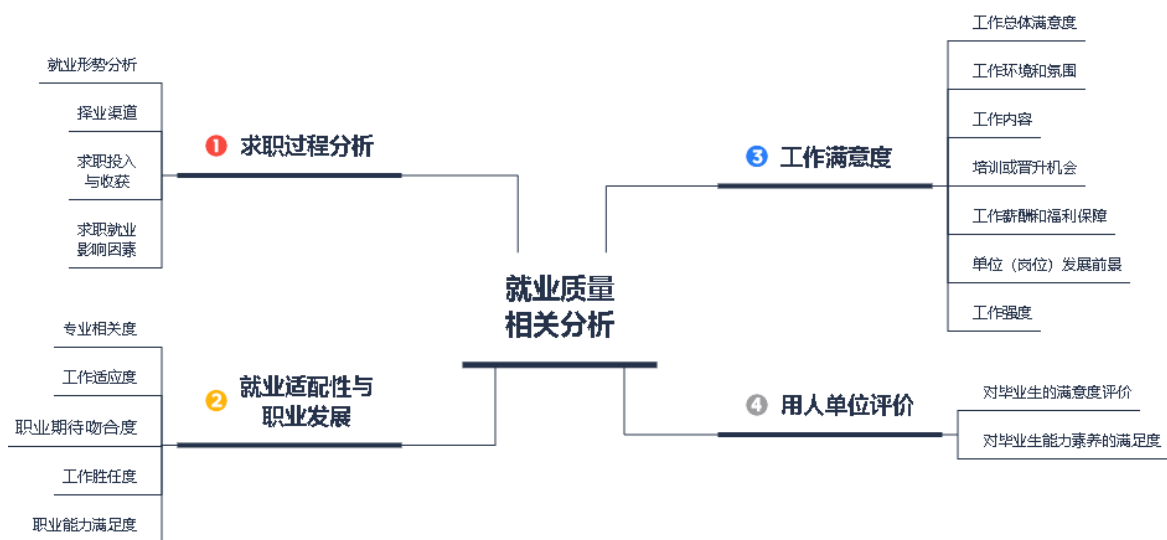 就业质量
相关分析
1 求职过程分析
就业形势分析
择业渠道
求职投入
与收获
求职就业
影响因素
2 就业适配性与
职业发展
专业相关度
工作适应度
职业期待吻合度
工作胜任度
职业能力满足度
3 工作满意度
工作总体满意度
工作环境和氛围
工作内容
培训或晋升机会
工作薪酬和福利保障
单位（岗位）发展前景
工作强度
4 用人单位评价
对毕业生的满意度评价
对毕业生能力素养的满足度